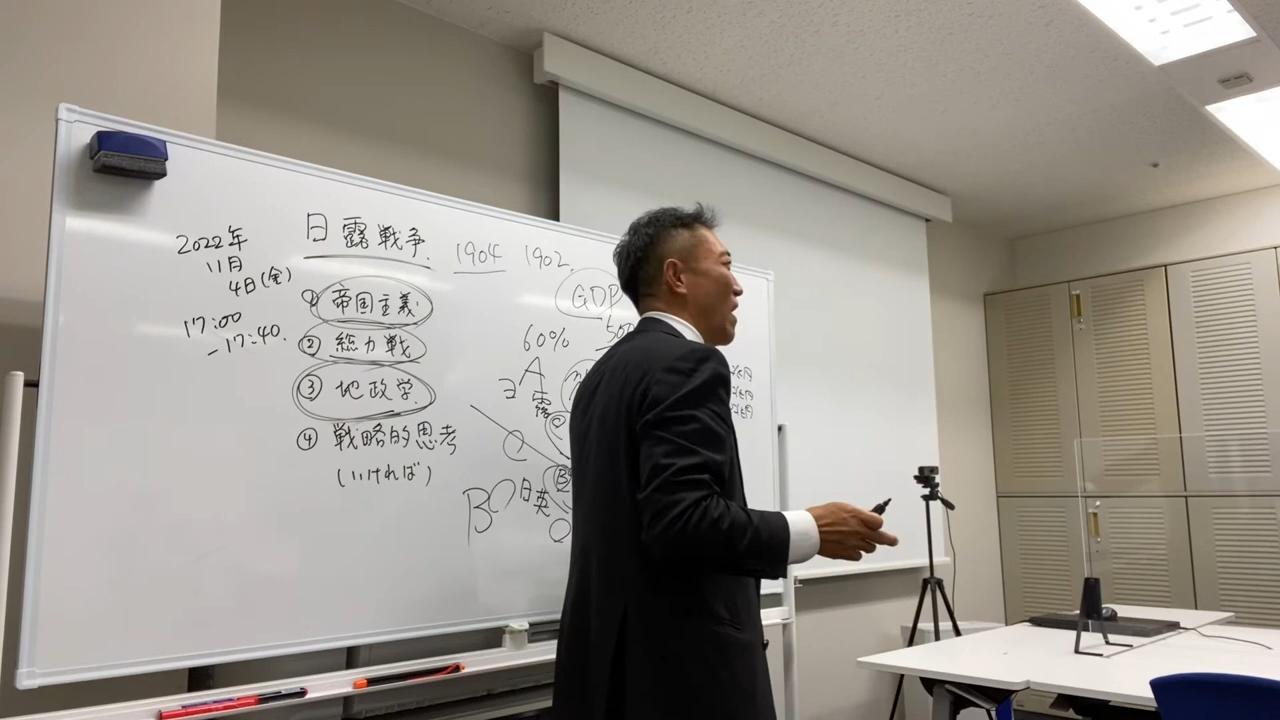 2022年
11月
4日(金)
17:00
-17:40.
日露戦争. 1904 1902.
① 帝国主義
② 総力戦
③ 地政学.
④ 戦略的思考
(いければ)
GDP
60%
A
露
B 日英
B